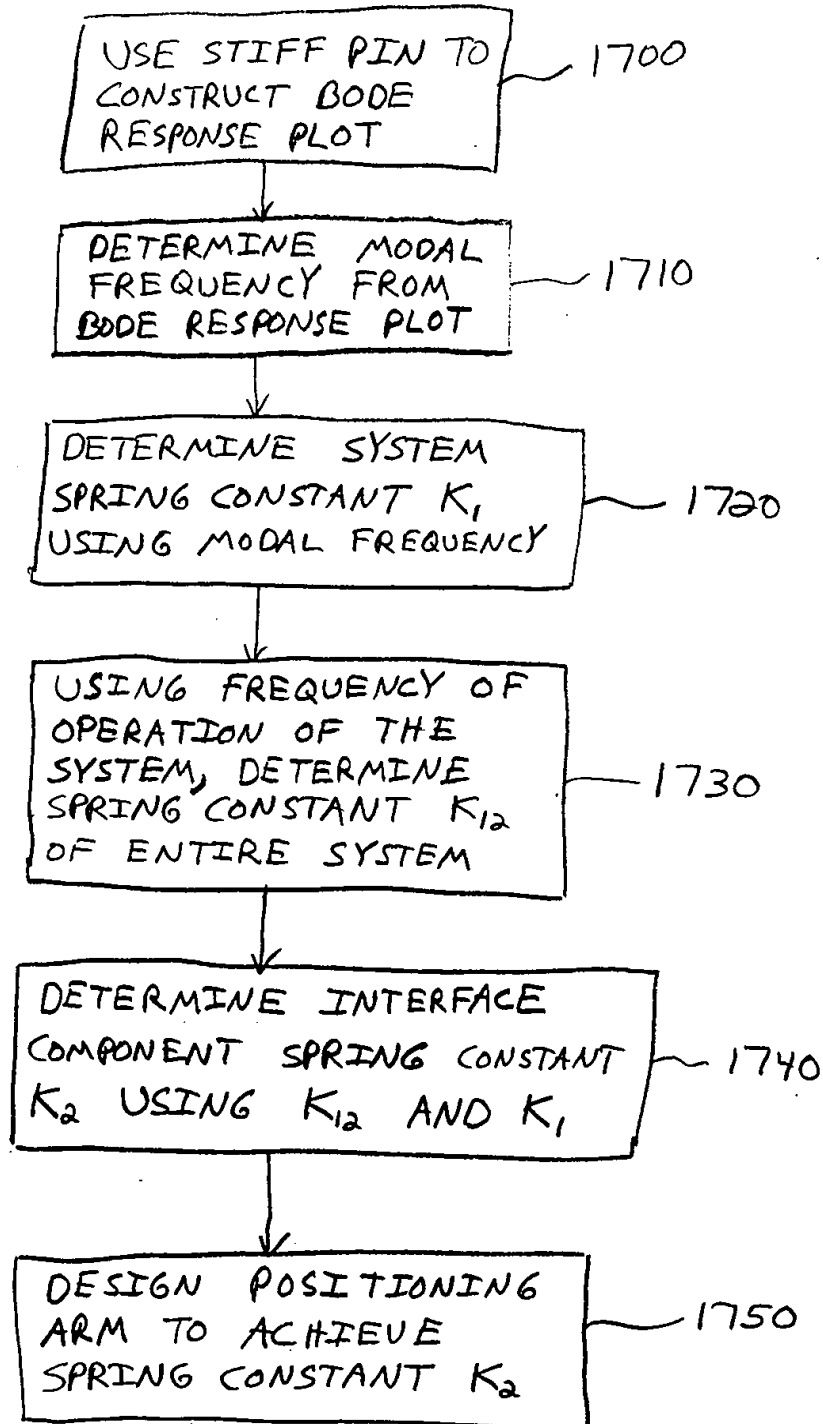 USE STIFF PIN TO
CONSTRUCT BODE
RESPONSE PLOT
1700
DETERMINE MODAL
FREQUENCY FROM
BODE RESPONSE PLOT
1710
DETERMINE SYSTEM
SPRING CONSTANT K₁
USING MODAL FREQUENCY
1720
USING FREQUENCY OF
OPERATION OF THE
SYSTEM, DETERMINE
SPRING CONSTANT K₁₂
OF ENTIRE SYSTEM
1730
DETERMINE INTERFACE
COMPONENT SPRING CONSTANT
K₂ USING K₁₂ AND K₁
1740
DESIGN POSITIONING
ARM TO ACHIEVE
SPRING CONSTANT K₂
1750